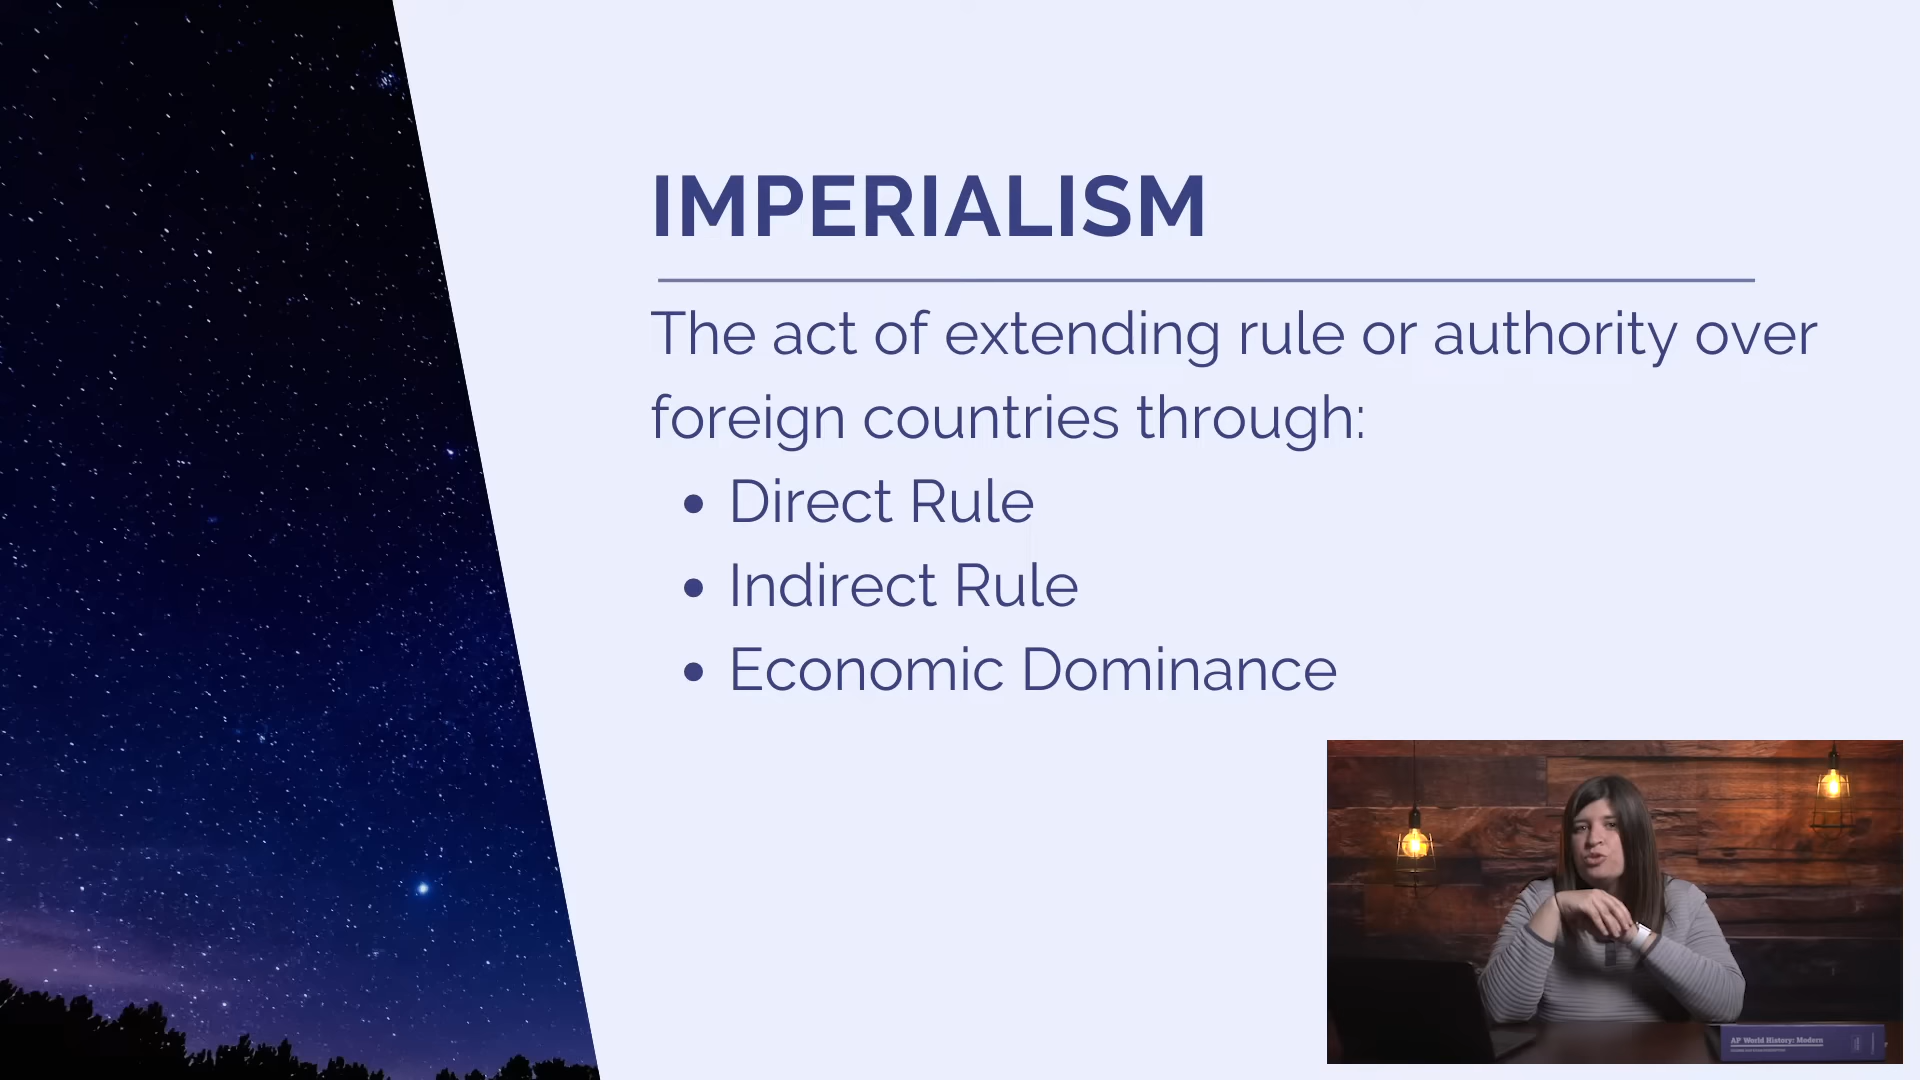 IMPERIALISM
The act of extending rule or authority over
foreign countries through:
• Direct Rule
• Indirect Rule
• Economic Dominance
AP World History: Modern